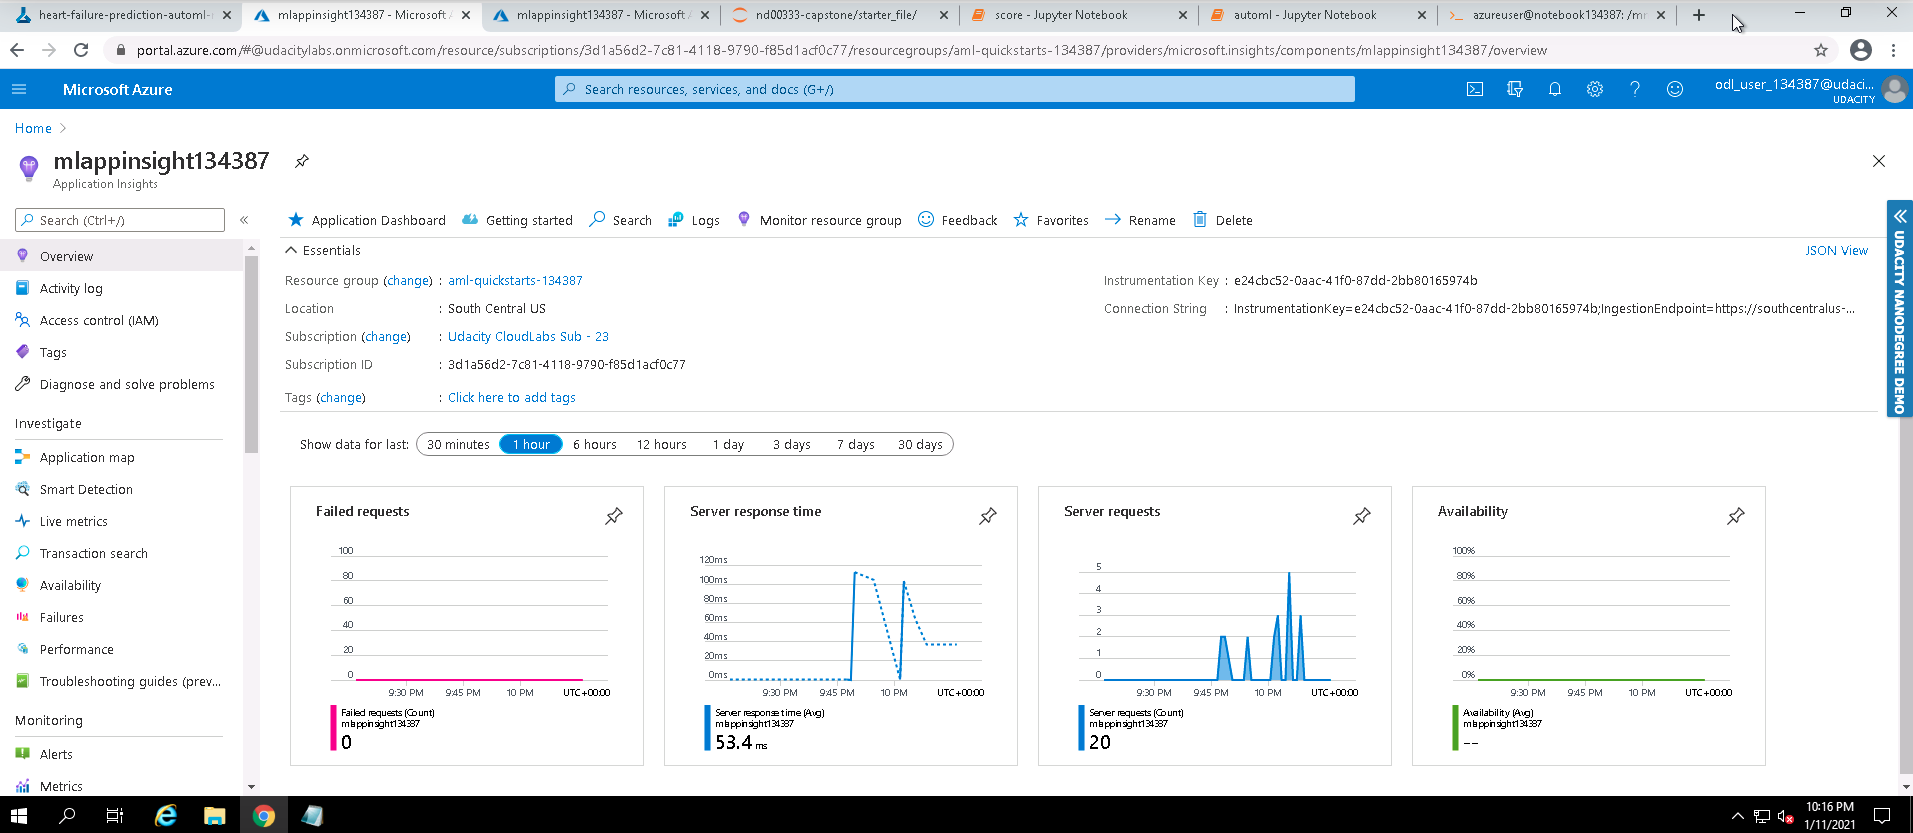 heart-failure-prediction-automl-
mlappinsight134387 - Microsoft A
mlappinsight134387 - Microsoft A
nd00333-capstone/starter_file/
score - Jupyter Notebook
automl - Jupyter Notebook
azureuser@notebook134387: /mn
portal.azure.com/#@udacitylabs.onmicrosoft.com/resource/subscriptions/3d1a56d2-7c81-4118-9790-f85d1acf0c77/resourcegroups/aml-quickstarts-134387/providers/microsoft.insights/components/mlappinsight134387/overview
Microsoft Azure
Search resources, services, and docs (G+/)
odl_user_134387@udaci...
UDACITY
Home
mlappinsight134387
Application Insights
Search (Ctrl+/)
Overview
Activity log
Access control (IAM)
Tags
Diagnose and solve problems
Investigate
Application map
Smart Detection
Live metrics
Transaction search
Availability
Failures
Performance
Troubleshooting guides (prev...
Monitoring
Alerts
Metrics
Application Dashboard Getting started Search Logs Monitor resource group Feedback Favorites Rename Delete
Essentials
JSON View
Resource group (change) : aml-quickstarts-134387
Location : South Central US
Subscription (change) : Udacity CloudLabs Sub - 23
Subscription ID : 3d1a56d2-7c81-4118-9790-f85d1acf0c77
Tags (change) : Click here to add tags
Instrumentation Key : e24cbc52-0aac-41f0-87dd-2bb80165974b
Connection String : InstrumentationKey=e24cbc52-0aac-41f0-87dd-2bb80165974b;IngestionEndpoint=https://southcentralus-...
UDACITY NANODEGREE DEMO
Show data for last: 30 minutes 1 hour 6 hours 12 hours 1 day 3 days 7 days 30 days
Failed requests
100
80
60
40
20
0
9:30 PM 9:45 PM 10 PM UTC+00:00
Failed requests (Count)
mlappinsight134387
0
Server response time
120ms
100ms
80ms
60ms
40ms
20ms
0ms
9:30 PM 9:45 PM 10 PM UTC+00:00
Server response time (Avg)
mlappinsight134387
53.4 ms
Server requests
5
4
3
2
1
0
9:30 PM 9:45 PM 10 PM UTC+00:00
Server requests (Count)
mlappinsight134387
20
Availability
100%
80%
60%
40%
20%
0%
9:30 PM 9:45 PM 10 PM UTC+00:00
Availability (Avg)
mlappinsight134387
--
10:16 PM
1/11/2021